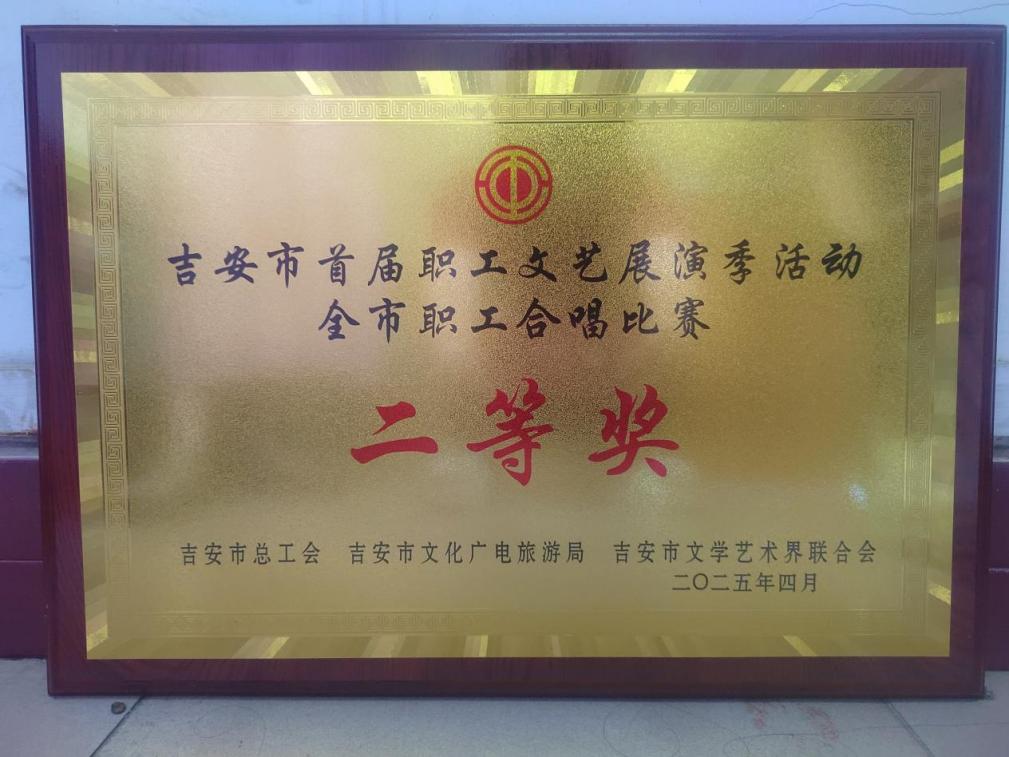 吉安市首届职工文艺展演季活动
全市职工合唱比赛
二等奖
吉安市总工会 吉安市文化广电旅游局 吉安市文学艺术界联合会
二〇二五年四月